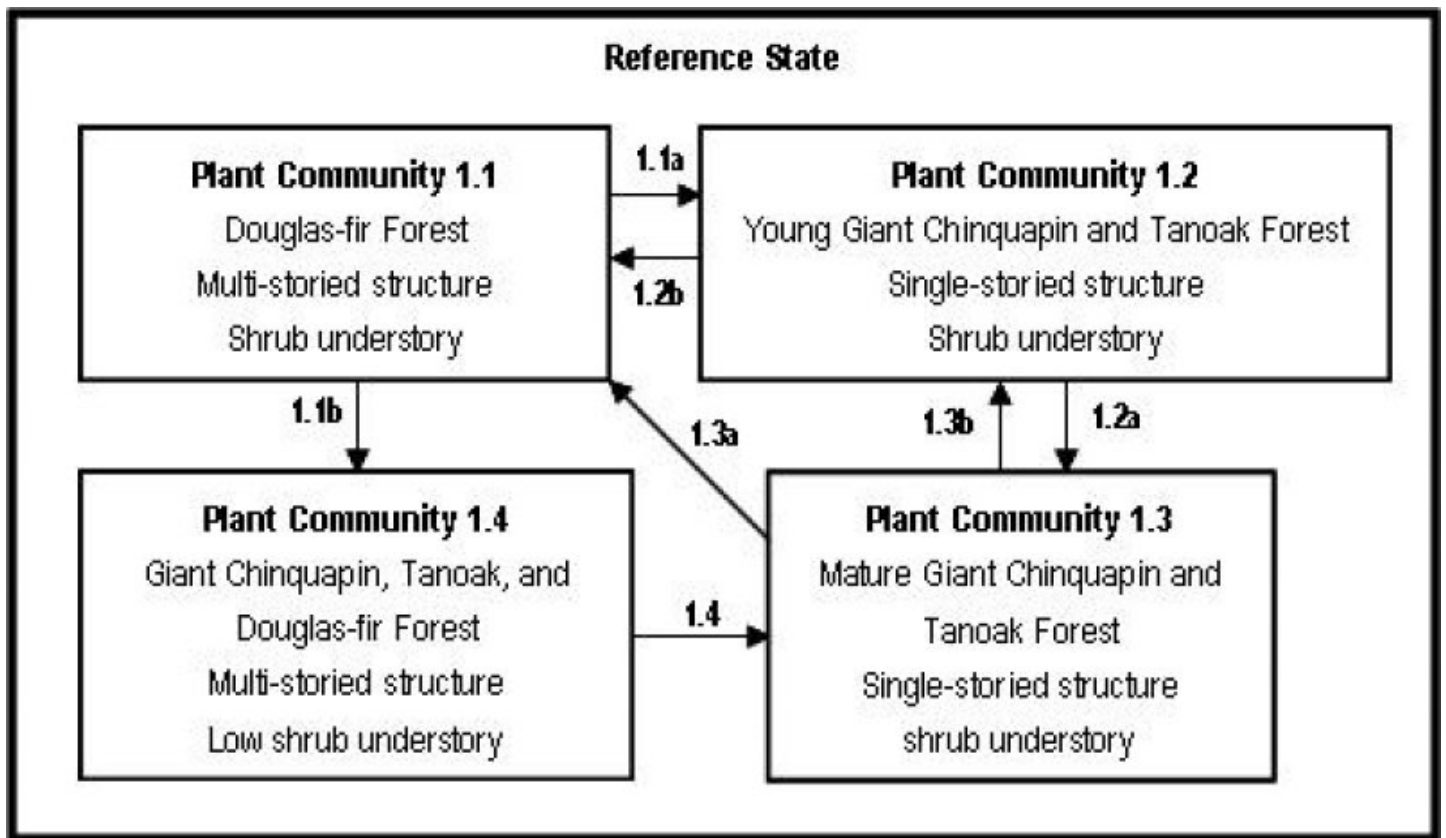 Reference State
Plant Community 1.1
Douglas-fir Forest
Multi-storied structure
Shrub understory
1.1a
1.2b
Plant Community 1.2
Young Giant Chinquapin and Tanoak Forest
Single-storied structure
Shrub understory
1.1b
1.3a
1.3b
1.2a
Plant Community 1.4
Giant Chinquapin, Tanoak, and
Douglas-fir Forest
Multi-storied structure
Low shrub understory
1.4
Plant Community 1.3
Mature Giant Chinquapin and
Tanoak Forest
Single-storied structure
shrub understory